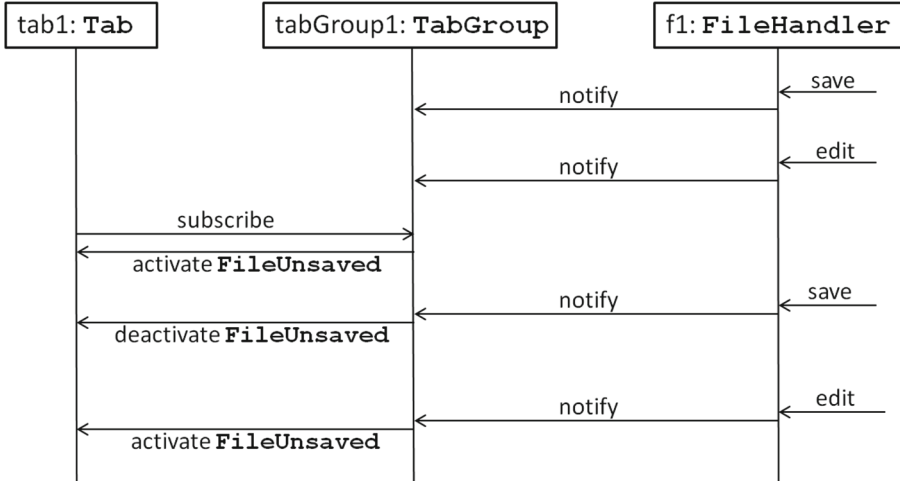 tab1: Tab
tabGroup1: TabGroup
f1: FileHandler
save
notify
edit
notify
subscribe
activate FileUnsaved
save
notify
deactivate FileUnsaved
edit
notify
activate FileUnsaved